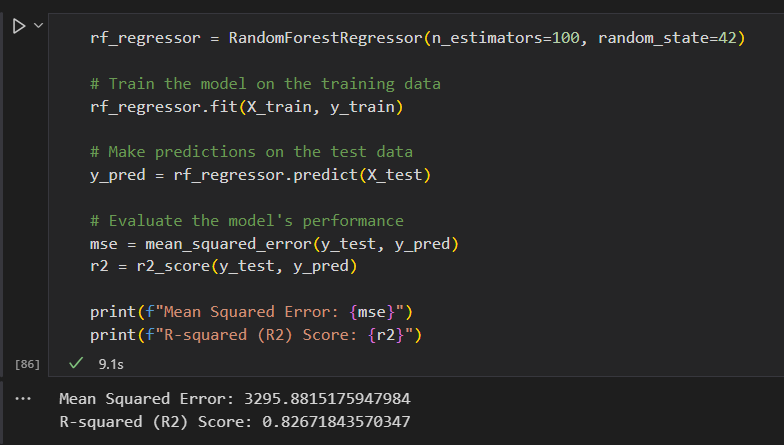 rf_regressor = RandomForestRegressor(n_estimators=100, random_state=42)
# Train the model on the training data
rf_regressor.fit(X_train, y_train)
# Make predictions on the test data
y_pred = rf_regressor.predict(X_test)
# Evaluate the model's performance
mse = mean_squared_error(y_test, y_pred)
r2 = r2_score(y_test, y_pred)
print(f"Mean Squared Error: {mse}")
print(f"R-squared (R2) Score: {r2}")
[86] ✓ 9.1s
... Mean Squared Error: 3295.8815175947984
R-squared (R2) Score: 0.82671843570347